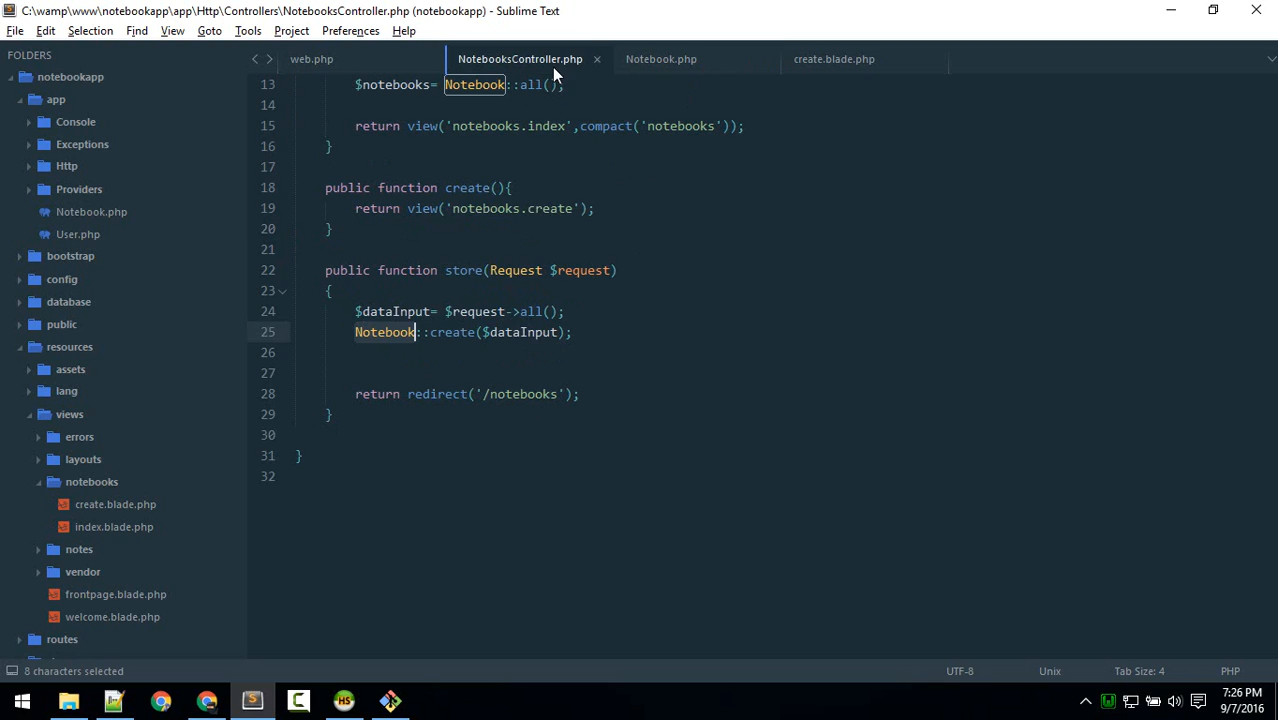 C:\wamp\www\notebookapp\app\Http\Controllers\NotebooksController.php (notebookapp) - Sublime Text
File Edit Selection Find View Goto Tools Project Preferences Help
FOLDERS
notebookapp
app
Console
Exceptions
Http
Providers
Notebook.php
User.php
bootstrap
config
database
public
resources
assets
lang
views
errors
layouts
notebooks
create.blade.php
index.blade.php
notes
vendor
frontpage.blade.php
welcome.blade.php
routes
web.php NotebooksController.php × Notebook.php create.blade.php
13 $notebooks= Notebook::all();
14
15 return view('notebooks.index',compact('notebooks'));
16 }
17
18 public function create(){
19 return view('notebooks.create');
20 }
21
22 public function store(Request $request)
23 {
24 $dataInput= $request->all();
25 Notebook::create($dataInput);
26
27
28 return redirect('/notebooks');
29 }
30
31 }
32
8 characters selected UTF-8 Unix Tab Size: 4 PHP
7:26 PM
9/7/2016